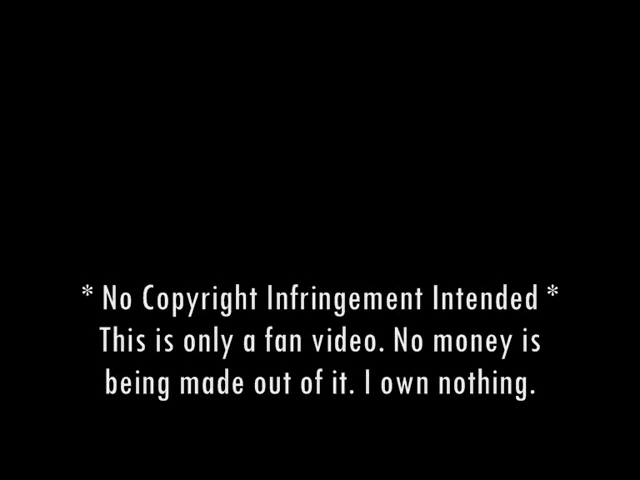 * No Copyright Infringement Intended *
This is only a fan video. No money is
being made out of it. I own nothing.